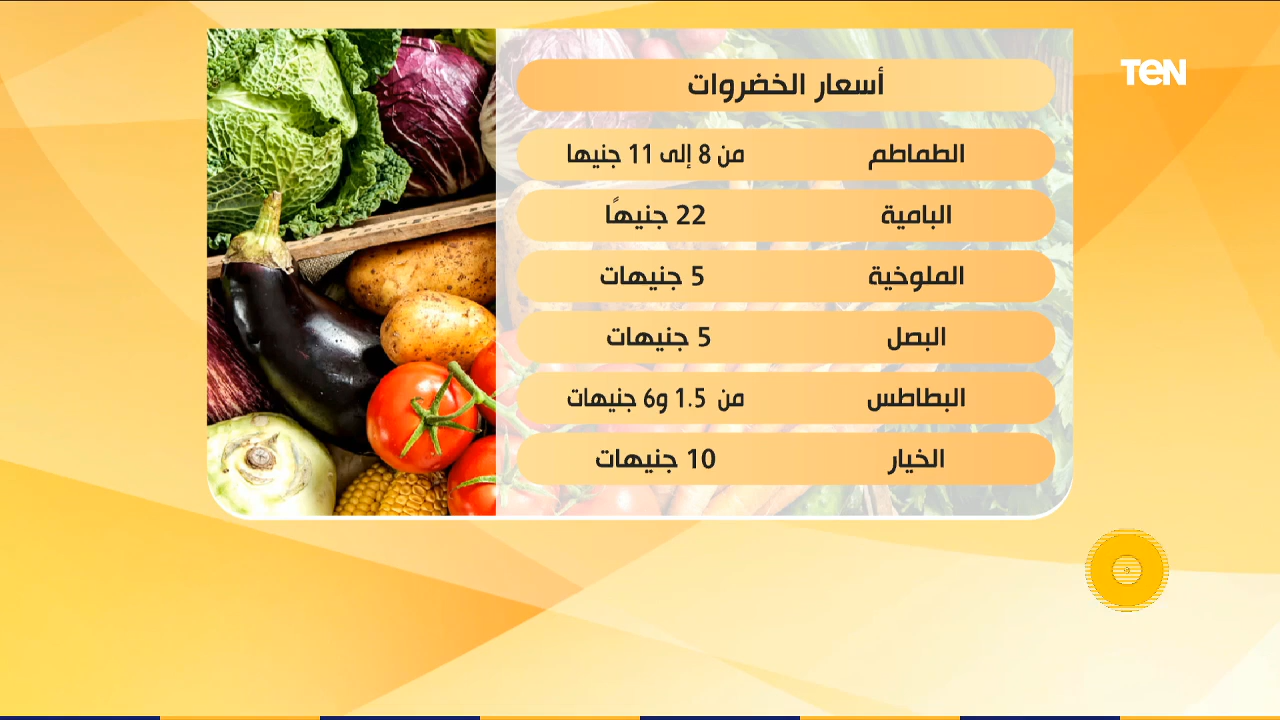 TEN
أسعار الخضروات
الطماطم من 8 إلى 11 جنيها
البامية 22 جنيهًا
الملوخية 5 جنيهات
البصل 5 جنيهات
البطاطس من 1.5 و6 جنيهات
الخيار 10 جنيهات